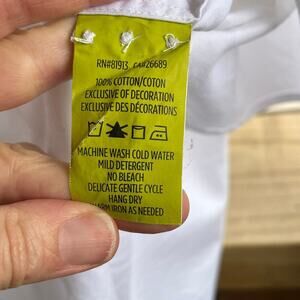 RN#81913 CA#26689
100% COTTON/COTON
EXCLUSIVE OF DECORATION
EXCLUSIVE DES DÉCORATIONS
MACHINE WASH COLD WATER
MILD DETERGENT
NO BLEACH
DELICATE GENTLE CYCLE
HANG DRY
WARM IRON AS NEEDED